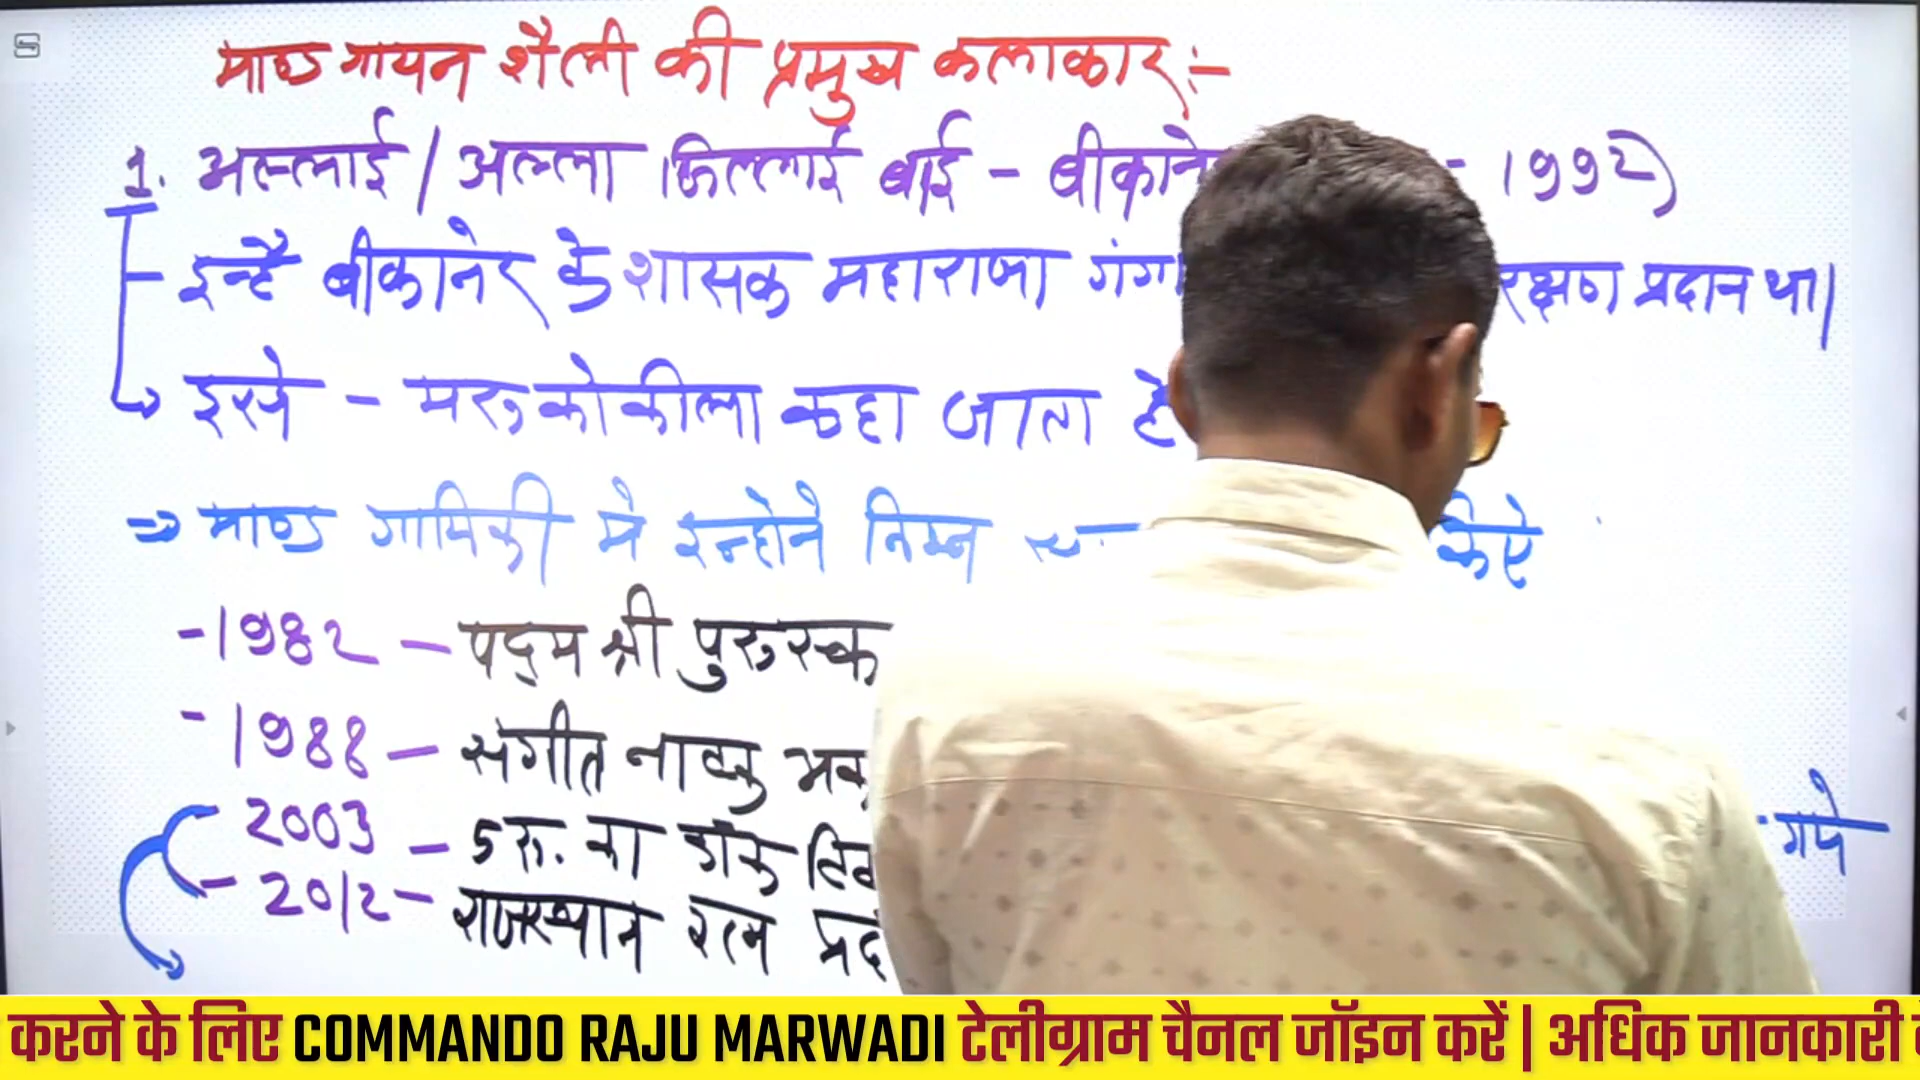 माण्ड गायन शैली की प्रमुख कलाकार :-
1. अल्लाई / अल्ला जिल्लाई बाई - बीकाने - 1992)
इन्हें बीकानेर के शासक महाराजा गंगा रक्षण प्रदान था।
इसे - मरु कोकीला कहा जाता है
⇒ माण्ड गायिकी मे इन्होने निम्न किऐ
-1982 - पद्म श्री पुरुस्क
- 1988 - संगीत नाटक अक
2003 - 5 रु. का डाक टिक गये
- 2012 - राजस्थान रत्न प्रद
करने के लिए COMMANDO RAJU MARWADI टेलीग्राम चैनल जॉइन करें | अधिक जानकारी